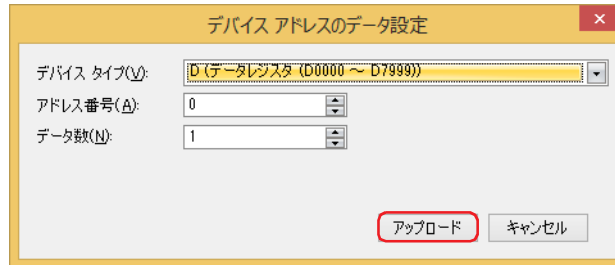 デバイス アドレスのデータ設定
デバイス タイプ(V): D (データレジスタ (D0000 ～ D7999))
アドレス番号(A): 0
データ数(N): 1
アップロード キャンセル